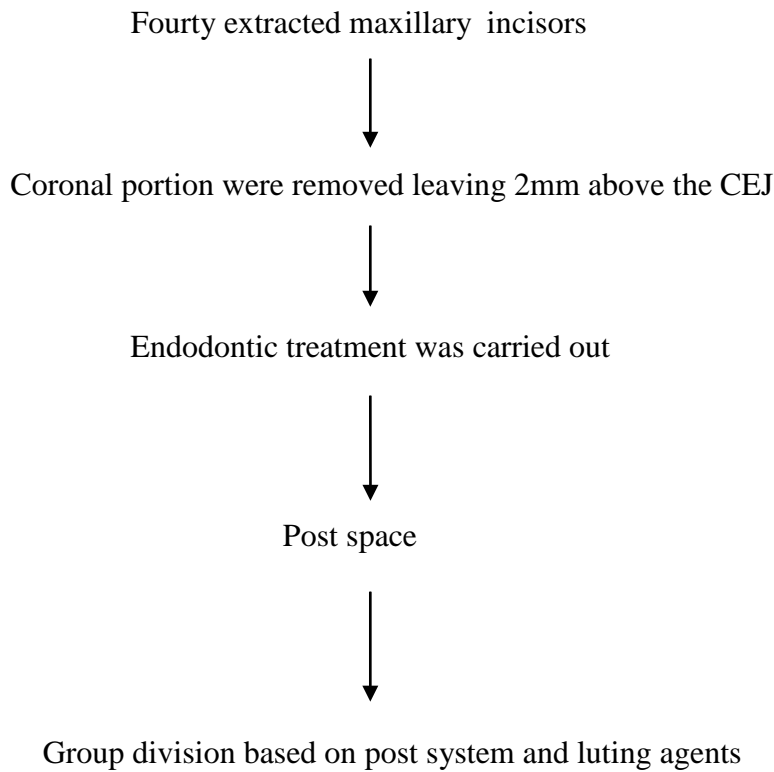 Fourty extracted maxillary incisors
Coronal portion were removed leaving 2mm above the CEJ
Endodontic treatment was carried out
Post space
Group division based on post system and luting agents